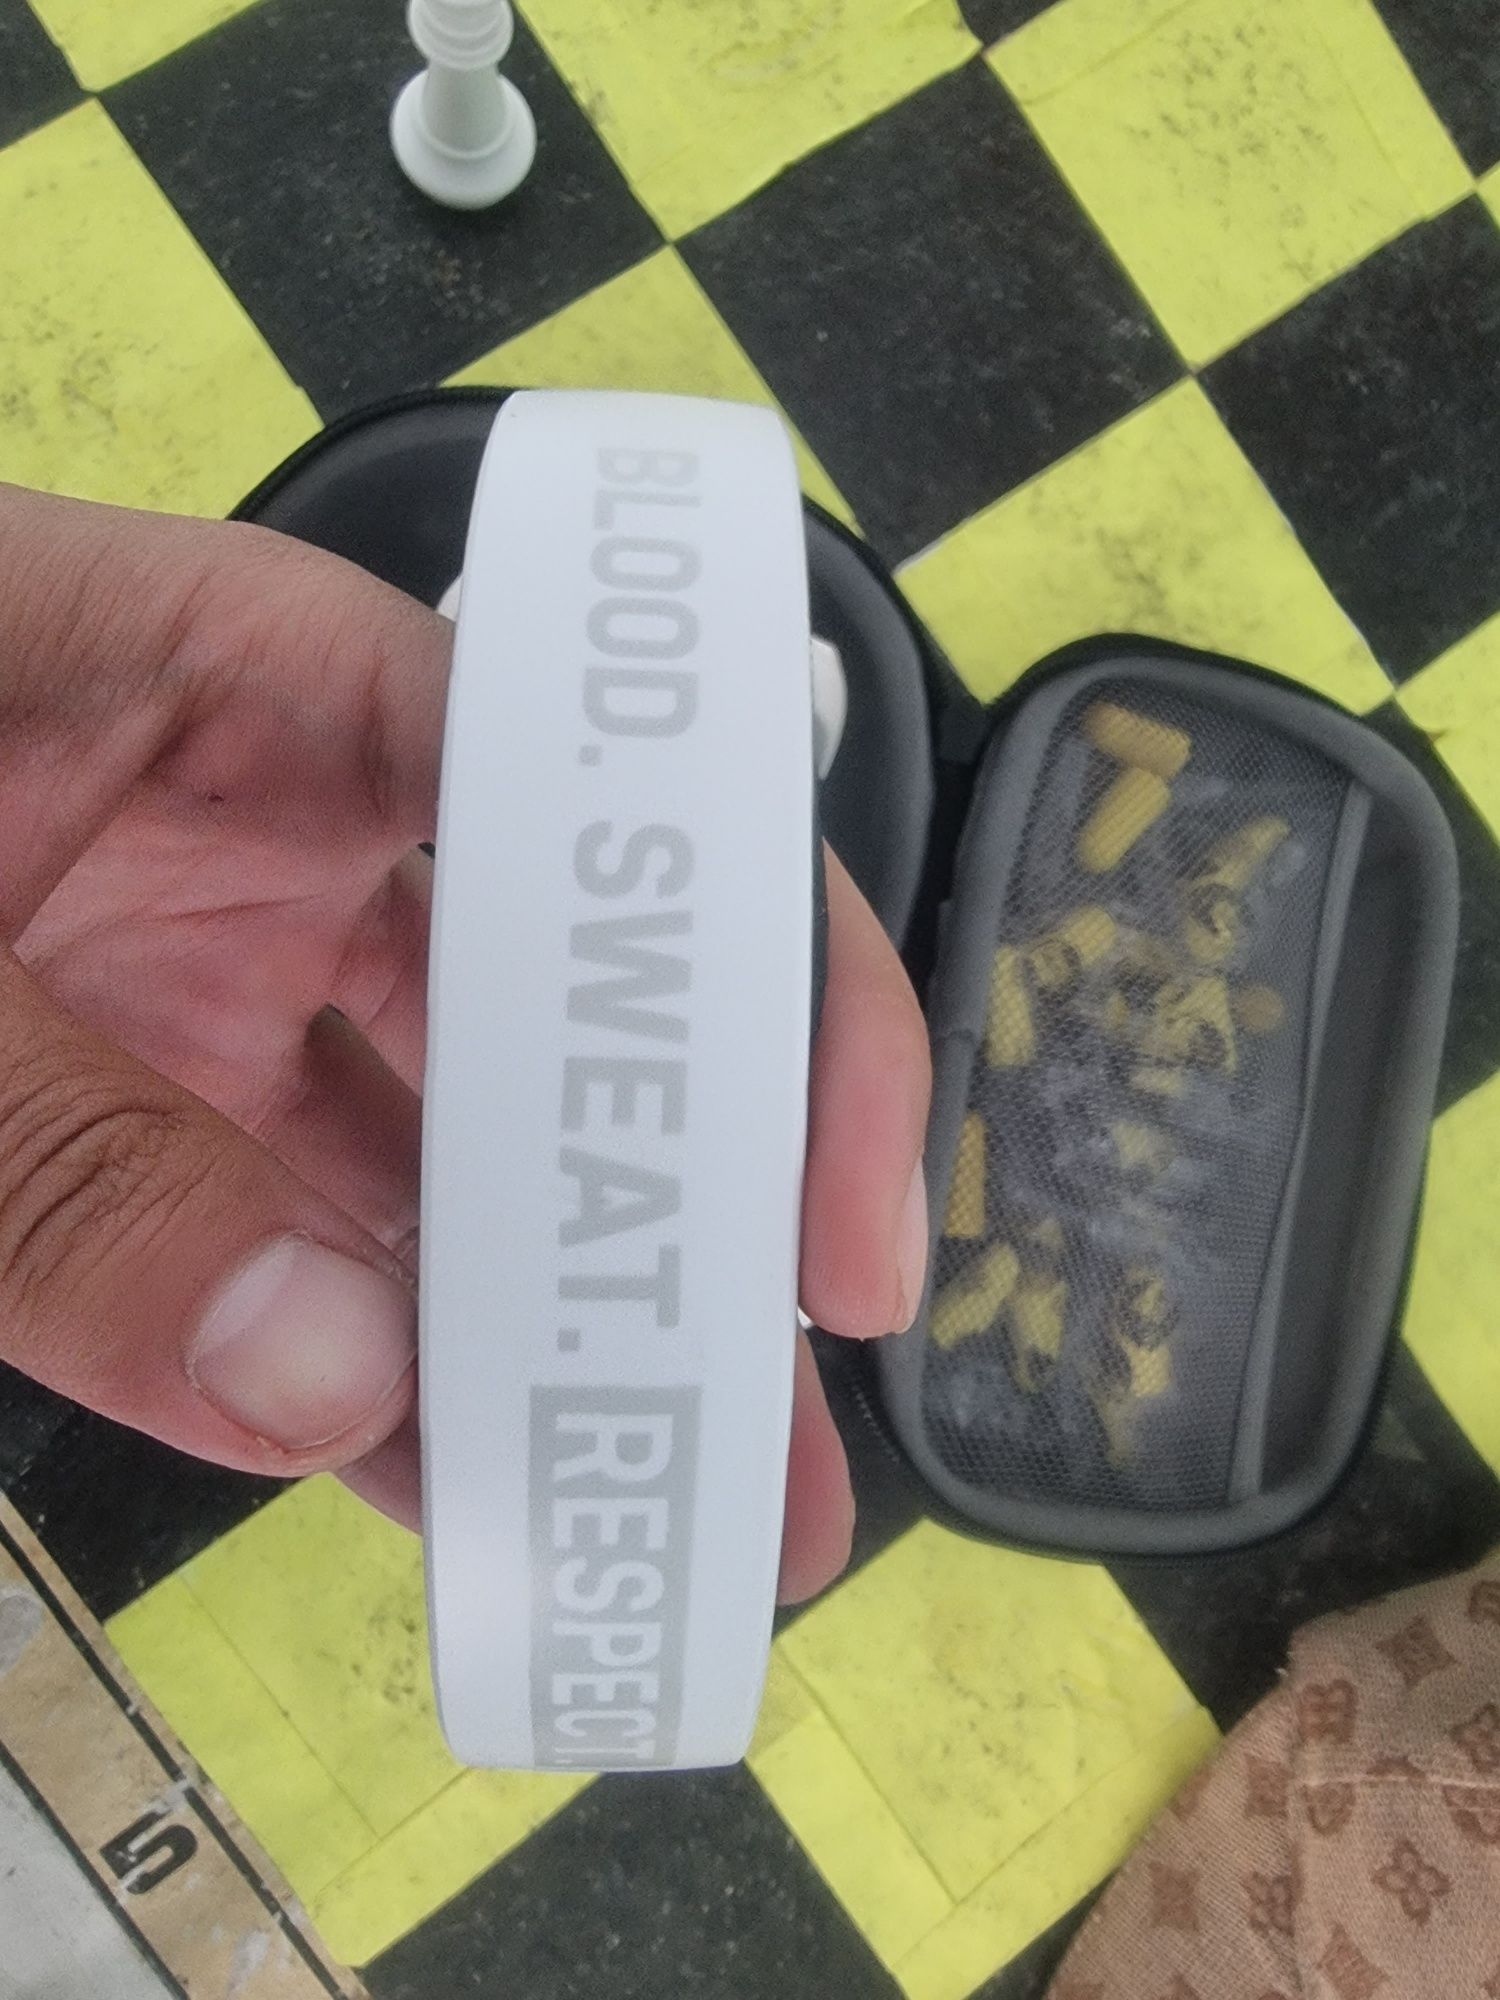 BLOOD. SWEAT. RESPECT.
5